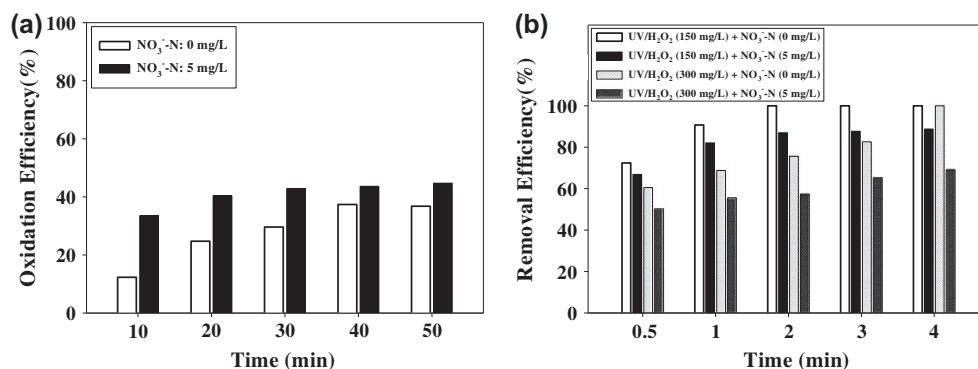 (a)
100
80
60
40
20
0
Oxidation Efficiency(%)
NO₃⁻-N: 0 mg/L
NO₃⁻-N: 5 mg/L
10 20 30 40 50
Time (min)
(b)
UV/H₂O₂ (150 mg/L) + NO₃⁻-N (0 mg/L)
UV/H₂O₂ (150 mg/L) + NO₃⁻-N (5 mg/L)
UV/H₂O₂ (300 mg/L) + NO₃⁻-N (0 mg/L)
UV/H₂O₂ (300 mg/L) + NO₃⁻-N (5 mg/L)
100
80
60
40
20
0
Removal Efficiency(%)
0.5 1 2 3 4
Time (min)